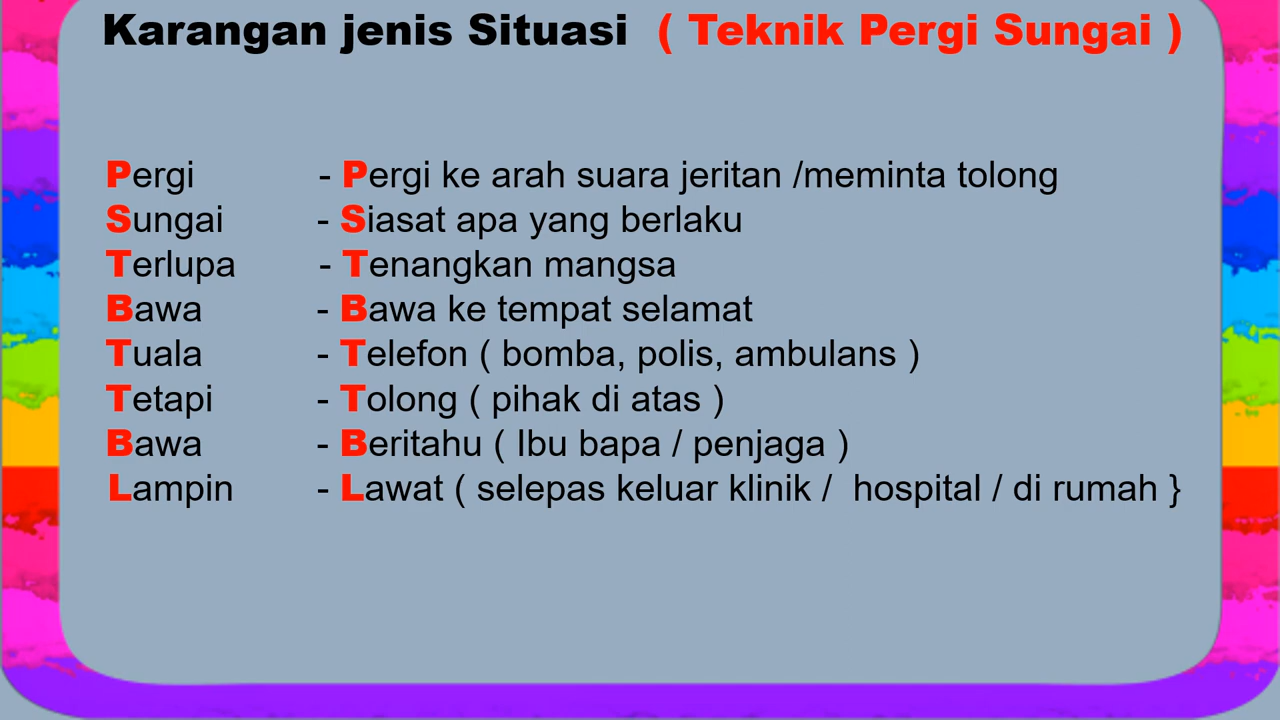 Karangan jenis Situasi ( Teknik Pergi Sungai )
Pergi - Pergi ke arah suara jeritan /meminta tolong
Sungai - Siasat apa yang berlaku
Terlupa - Tenangkan mangsa
Bawa - Bawa ke tempat selamat
Tuala - Telefon ( bomba, polis, ambulans )
Tetapi - Tolong ( pihak di atas )
Bawa - Beritahu ( Ibu bapa / penjaga )
Lampin - Lawat ( selepas keluar klinik / hospital / di rumah }